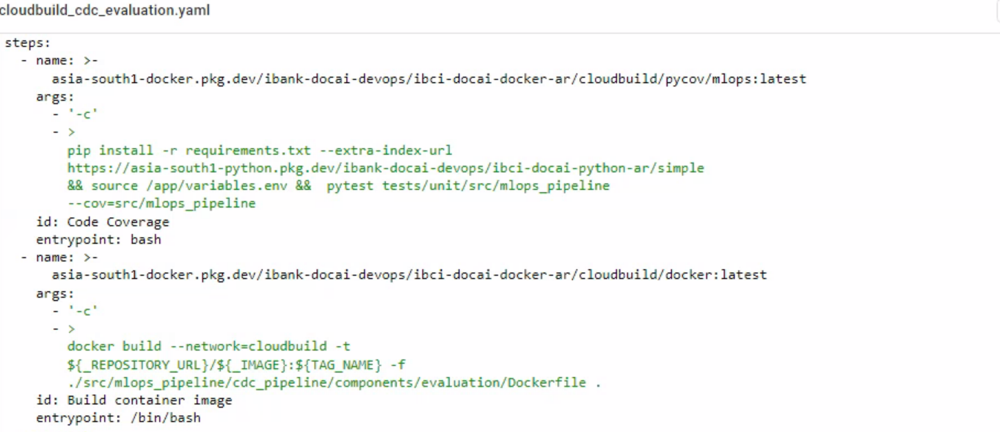 cloudbuild_cdc_evaluation.yaml
steps:
  - name: >-
      asia-south1-docker.pkg.dev/ibank-docai-devops/ibci-docai-docker-ar/cloudbuild/pycov/mlops:latest
    args:
      - '-c'
      - >
        pip install -r requirements.txt --extra-index-url
        https://asia-south1-python.pkg.dev/ibank-docai-devops/ibci-docai-python-ar/simple
        && source /app/variables.env &&  pytest tests/unit/src/mlops_pipeline
        --cov=src/mlops_pipeline
    id: Code Coverage
    entrypoint: bash
  - name: >-
      asia-south1-docker.pkg.dev/ibank-docai-devops/ibci-docai-docker-ar/cloudbuild/docker:latest
    args:
      - '-c'
      - >
        docker build --network=cloudbuild -t
        ${_REPOSITORY_URL}/${_IMAGE}:${TAG_NAME} -f
        ./src/mlops_pipeline/cdc_pipeline/components/evaluation/Dockerfile .
    id: Build container image
    entrypoint: /bin/bash